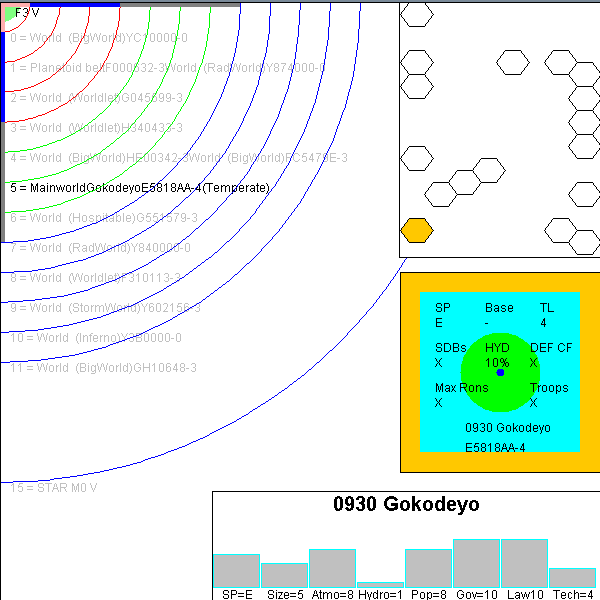 F3 V
0 = World (BigWorld)YC10000-0
1 = Planetoid beltF000632-3World (RadWorld)Y874000-0
2 = World (Worldlet)G045699-3
3 = World (Worldlet)H340433-3
4 = World (BigWorld)HE00342-3World (BigWorld)FC5479E-3
5 = MainworldGokodeyoE5818AA-4(Temperate)
6 = World (Hospitable)G551579-3
7 = World (RadWorld)Y840000-0
8 = World (Worldlet)F310113-3
9 = World (StormWorld)Y602156-3
10 = World (Inferno)Y3B0000-0
11 = World (BigWorld)GH10648-3
15 = STAR M0 V
SP Base TL
E - 4
SDBs HYD DEF CF
X 10% X
Max Rons Troops
X X
0930 Gokodeyo
E5818AA-4
0930 Gokodeyo
SP=E Size=5 Atmo=8 Hydro=1 Pop=8 Gov=10 Law10 Tech=4